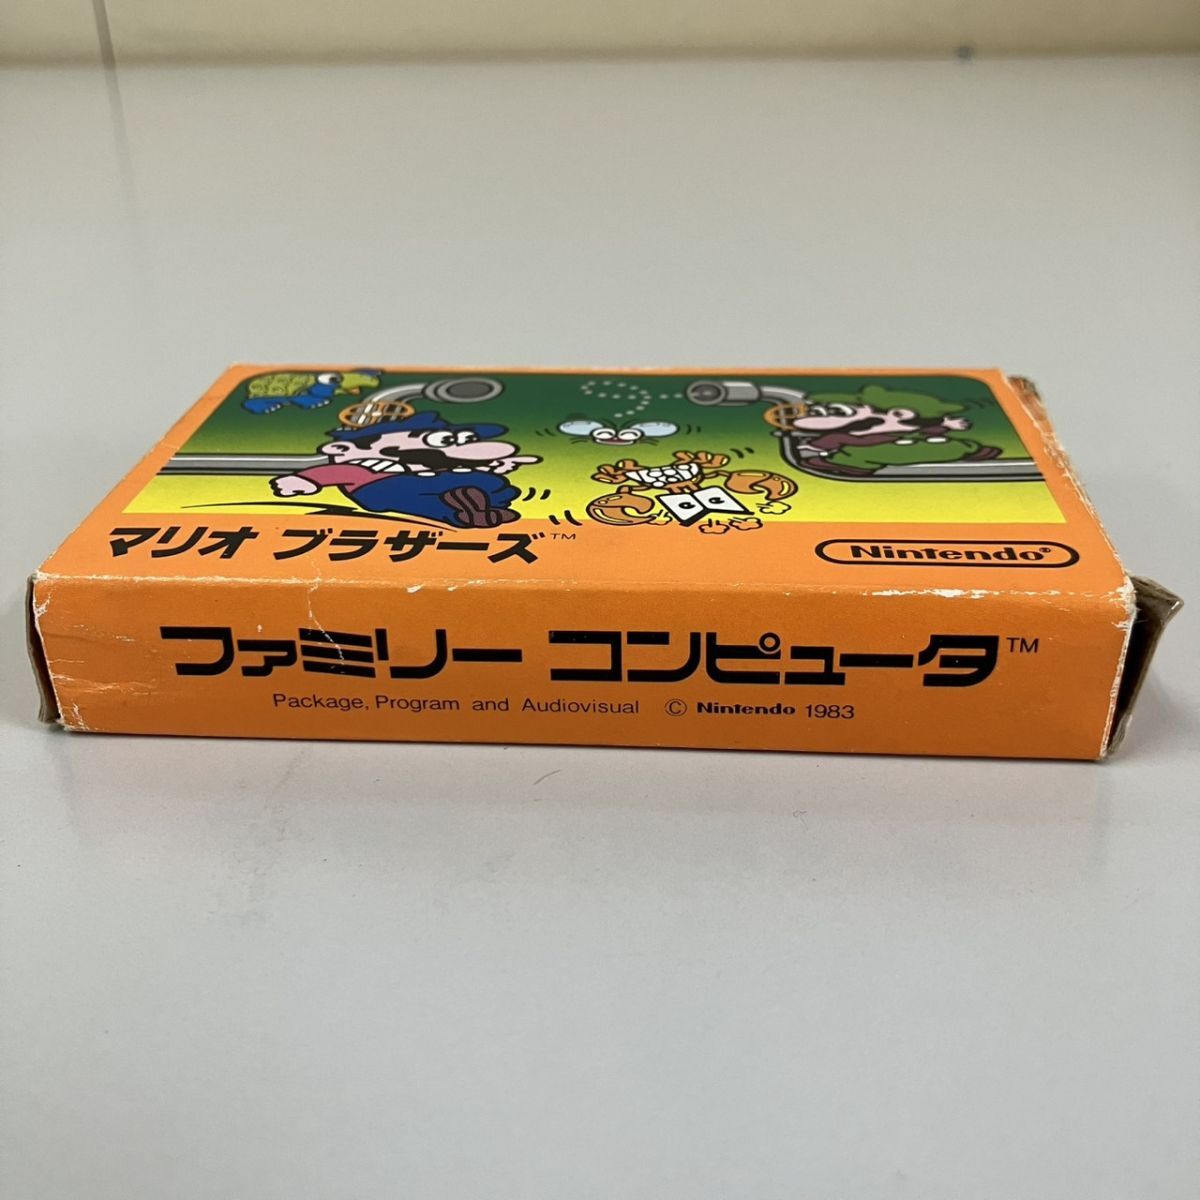 マリオ ブラザーズ™
Nintendo®
ファミリー コンピュータ™
Package, Program and Audiovisual © Nintendo 1983